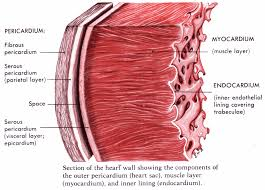 PERICARDIUM:
Fibrous
pericardium
Serous
pericardium
(parietal layer)
Space
Serous
pericardium
(visceral layer;
epicardium)
MYOCARDIUM
(muscle layer)
ENDOCARDIUM
(inner endothelial
lining covering
trabeculae)
Section of the heart wall showing the components of
the outer pericardium (heart sac), muscle layer
(myocardium), and inner lining (endocardium).